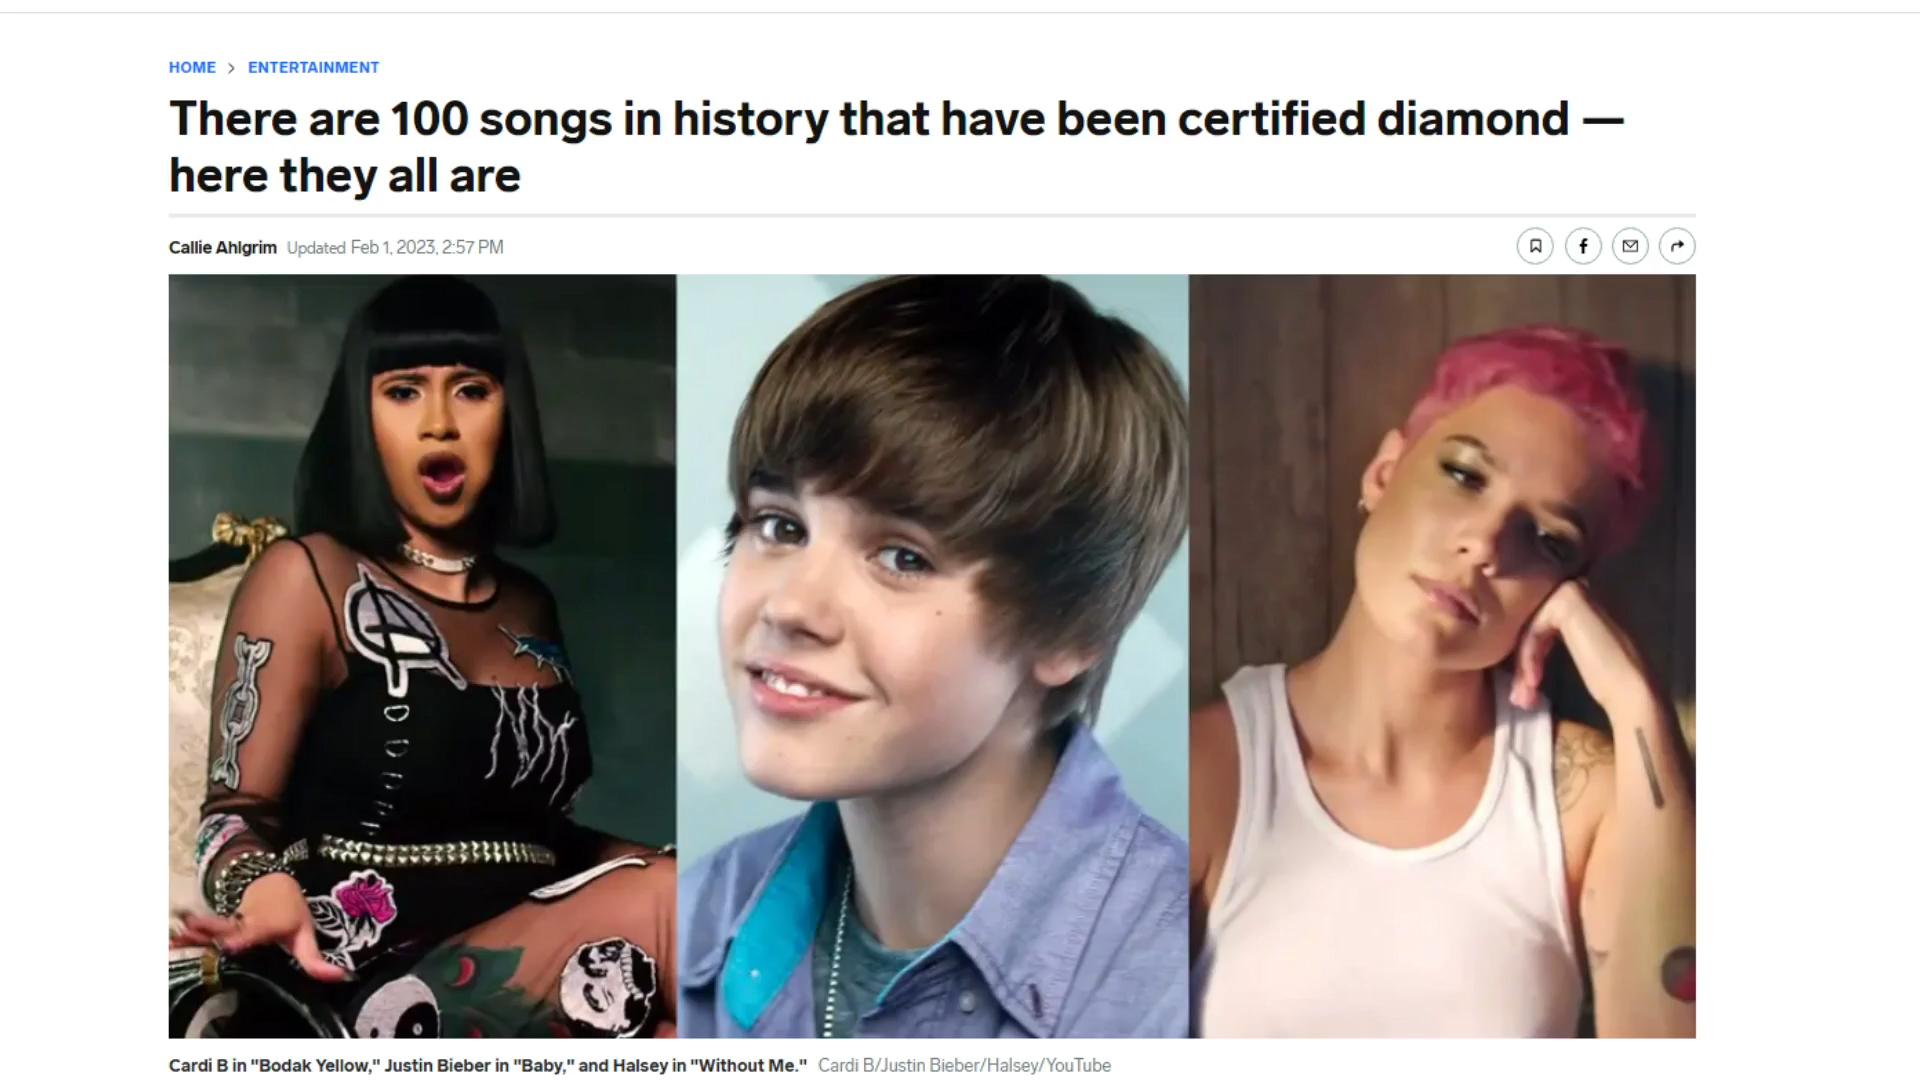 HOME > ENTERTAINMENT
There are 100 songs in history that have been certified diamond —
here they all are
Callie Ahlgrim Updated Feb 1, 2023, 2:57 PM
Cardi B in "Bodak Yellow," Justin Bieber in "Baby," and Halsey in "Without Me." Cardi B/Justin Bieber/Halsey/YouTube